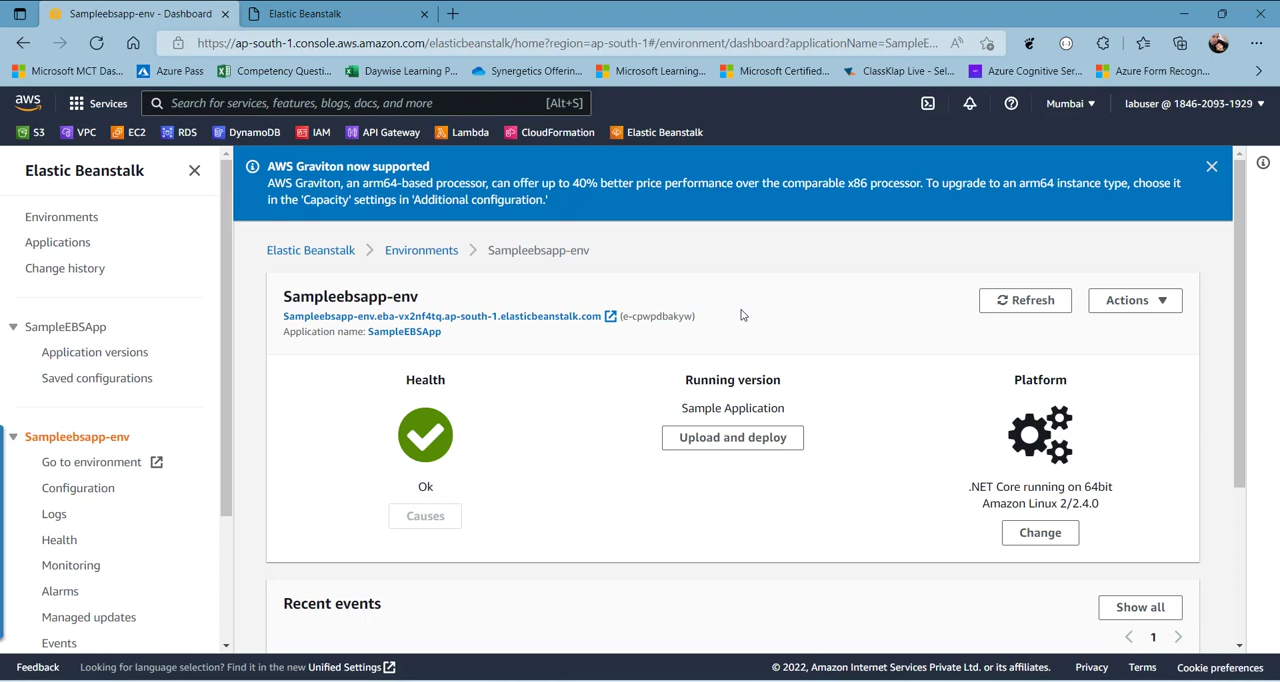 Sampleebsapp-env - Dashboard
Elastic Beanstalk
https://ap-south-1.console.aws.amazon.com/elasticbeanstalk/home?region=ap-south-1#/environment/dashboard?applicationName=SampleE...
Microsoft MCT Das...
Azure Pass
Competency Questi...
Daywise Learning P...
Synergetics Offerin...
Microsoft Learning...
Microsoft Certified...
ClassKlap Live - Sel...
Azure Cognitive Ser...
Azure Form Recogn...
aws
Services
Search for services, features, blogs, docs, and more
[Alt+S]
Mumbai
labuser @ 1846-2093-1929
S3
VPC
EC2
RDS
DynamoDB
IAM
API Gateway
Lambda
CloudFormation
Elastic Beanstalk
Elastic Beanstalk
Environments
Applications
Change history
SampleEBSApp
Application versions
Saved configurations
Sampleebsapp-env
Go to environment
Configuration
Logs
Health
Monitoring
Alarms
Managed updates
Events
AWS Graviton now supported
AWS Graviton, an arm64-based processor, can offer up to 40% better price performance over the comparable x86 processor. To upgrade to an arm64 instance type, choose it
in the 'Capacity' settings in 'Additional configuration.'
Elastic Beanstalk > Environments > Sampleebsapp-env
Sampleebsapp-env
Sampleebsapp-env.eba-vx2nf4tq.ap-south-1.elasticbeanstalk.com (e-cpwpdbakyw)
Application name: SampleEBSApp
Refresh
Actions
Health
Ok
Causes
Running version
Sample Application
Upload and deploy
Platform
.NET Core running on 64bit
Amazon Linux 2/2.4.0
Change
Recent events
Show all
1
Feedback
Looking for language selection? Find it in the new Unified Settings
© 2022, Amazon Internet Services Private Ltd. or its affiliates.
Privacy
Terms
Cookie preferences